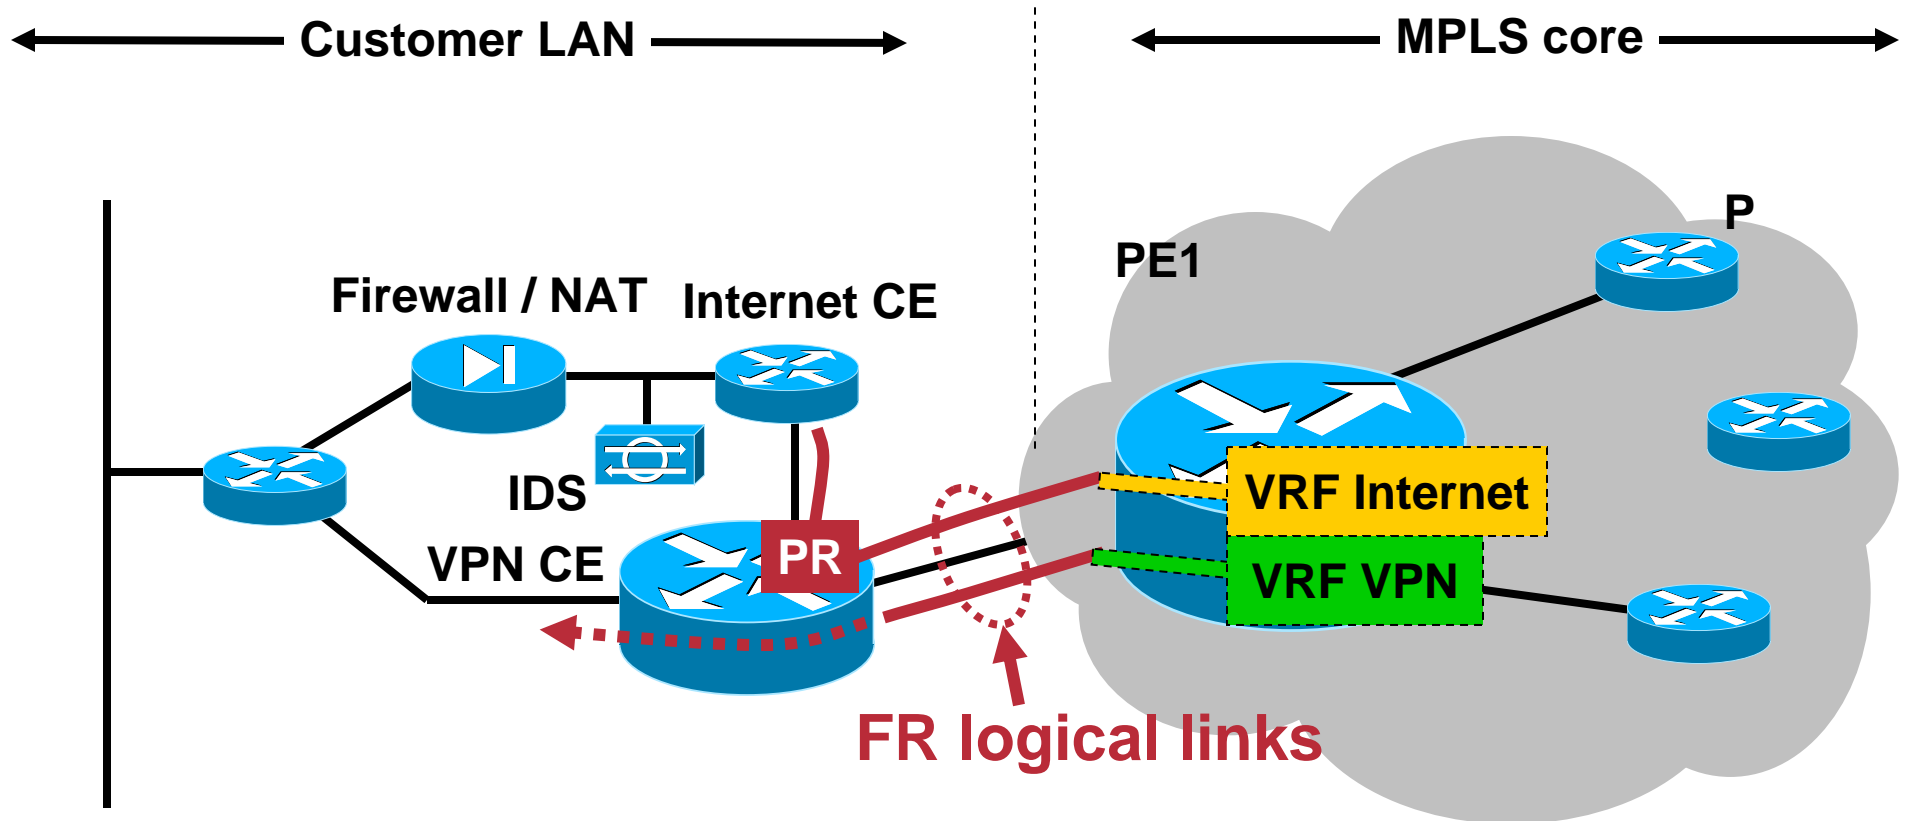 Customer LAN
MPLS core
P
PE1
Firewall / NAT
Internet CE
IDS
VRF Internet
VPN CE
PR
VRF VPN
FR logical links